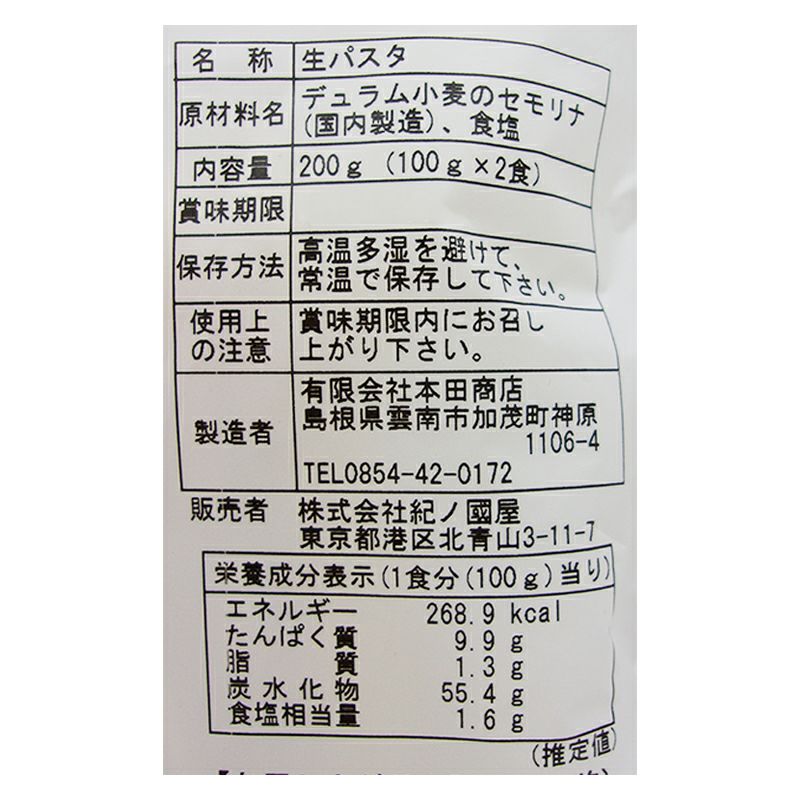 名称 生パスタ
原材料名 デュラム小麦のセモリナ
(国内製造)、食塩
内容量 200g (100g×2食)
賞味期限
保存方法 高温多湿を避けて、
常温で保存して下さい。
使用上
の注意 賞味期限内にお召し
上がり下さい。
製造者 有限会社本田商店
島根県雲南市加茂町神原
1106-4
TEL0854-42-0172
販売者 株式会社紀ノ國屋
東京都港区北青山3-11-7
栄養成分表示(1食分(100g)当り)
エネルギー 268.9 kcal
たんぱく質 9.9 g
脂質 1.3 g
炭水化物 55.4 g
食塩相当量 1.6 g
(推定値)